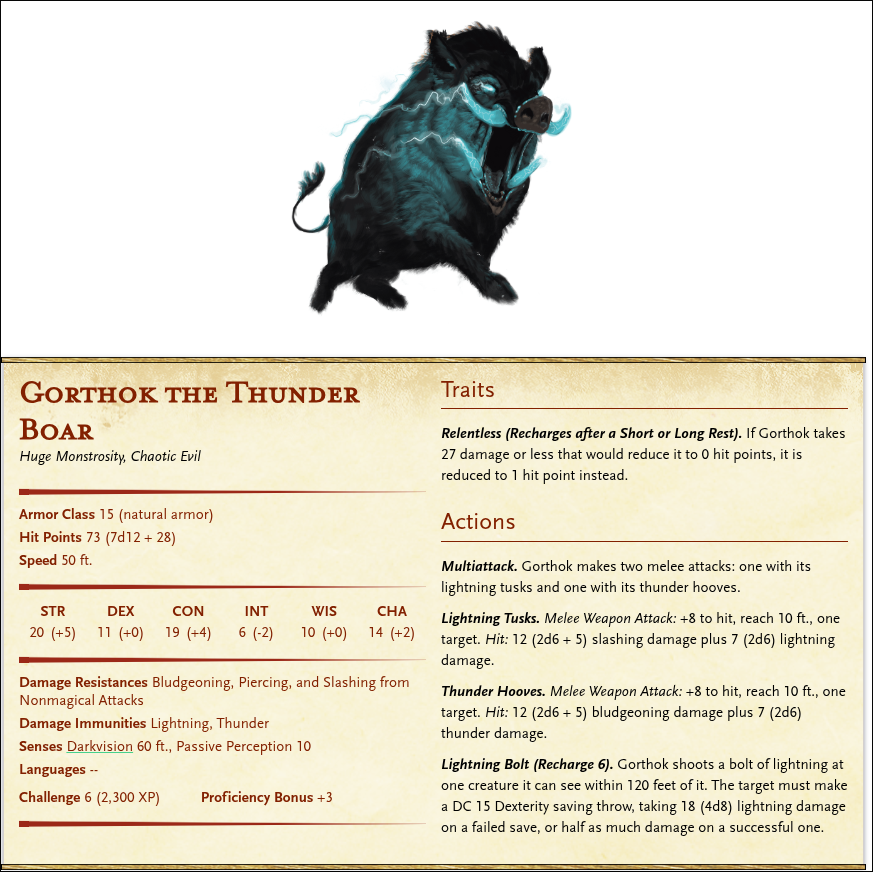 Gorthok the Thunder
Boar
Huge Monstrosity, Chaotic Evil
Armor Class 15 (natural armor)
Hit Points 73 (7d12 + 28)
Speed 50 ft.
STR DEX CON INT WIS CHA
20 (+5) 11 (+0) 19 (+4) 6 (-2) 10 (+0) 14 (+2)
Damage Resistances Bludgeoning, Piercing, and Slashing from
Nonmagical Attacks
Damage Immunities Lightning, Thunder
Senses Darkvision 60 ft., Passive Perception 10
Languages --
Challenge 6 (2,300 XP) Proficiency Bonus +3
Traits
Relentless (Recharges after a Short or Long Rest). If Gorthok takes
27 damage or less that would reduce it to 0 hit points, it is
reduced to 1 hit point instead.
Actions
Multiattack. Gorthok makes two melee attacks: one with its
lightning tusks and one with its thunder hooves.
Lightning Tusks. Melee Weapon Attack: +8 to hit, reach 10 ft., one
target. Hit: 12 (2d6 + 5) slashing damage plus 7 (2d6) lightning
damage.
Thunder Hooves. Melee Weapon Attack: +8 to hit, reach 10 ft., one
target. Hit: 12 (2d6 + 5) bludgeoning damage plus 7 (2d6)
thunder damage.
Lightning Bolt (Recharge 6). Gorthok shoots a bolt of lightning at
one creature it can see within 120 feet of it. The target must make
a DC 15 Dexterity saving throw, taking 18 (4d8) lightning damage
on a failed save, or half as much damage on a successful one.